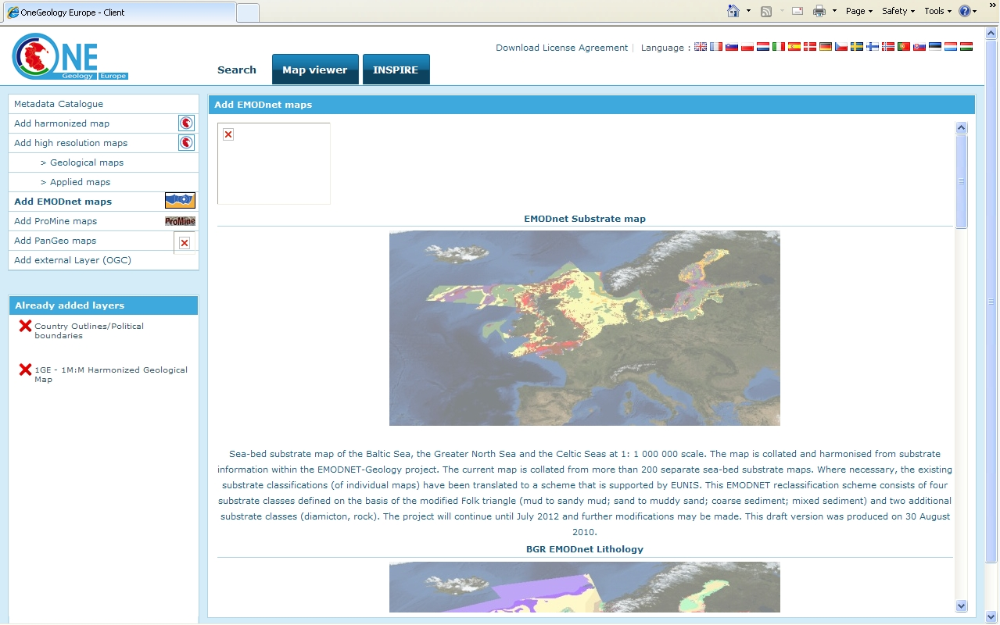 OneGeology Europe - Client
Page
Safety
Tools
ONE
Geology Europe
Search
Map viewer
INSPIRE
Download License Agreement
Language :
Metadata Catalogue
Add harmonized map
Add high resolution maps
> Geological maps
> Applied maps
Add EMODnet maps
Add ProMine maps
ProMine
Add PanGeo maps
Add external Layer (OGC)
Already added layers
Country Outlines/Political
boundaries
1GE - 1M:M Harmonized Geological
Map
Add EMODnet maps
EMODnet Substrate map
Sea-bed substrate map of the Baltic Sea, the Greater North Sea and the Celtic Seas at 1: 1 000 000 scale. The map is collated and harmonised from substrate
information within the EMODNET-Geology project. The current map is collated from more than 200 separate sea-bed substrate maps. Where necessary, the existing
substrate classifications (of individual maps) have been translated to a scheme that is supported by EUNIS. This EMODNET reclassification scheme consists of four
substrate classes defined on the basis of the modified Folk triangle (mud to sandy mud; sand to muddy sand; coarse sediment; mixed sediment) and two additional
substrate classes (diamicton, rock). The project will continue until July 2012 and further modifications may be made. This draft version was produced on 30 August
2010.
BGR EMODnet Lithology